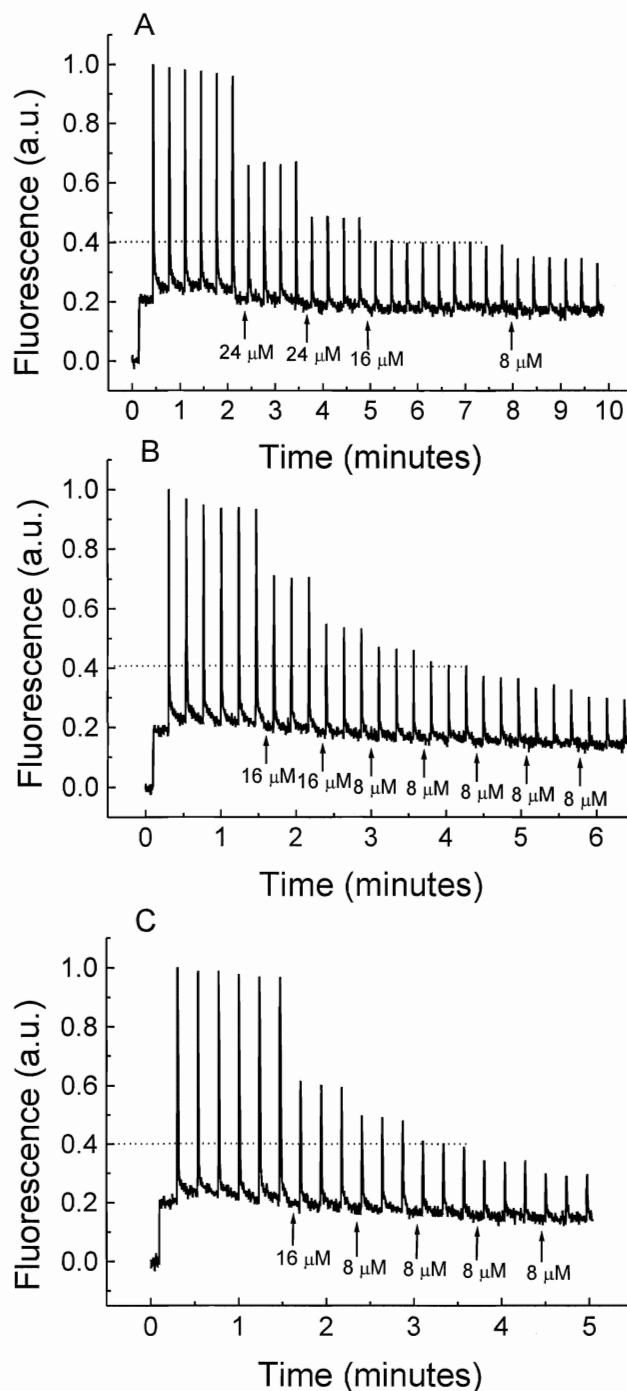 A
Fluorescence (a.u.)
1.0
0.8
0.6
0.4
0.2
0.0
24 μM 24 μM 16 μM 8 μM
0 1 2 3 4 5 6 7 8 9 10
Time (minutes)
B
Fluorescence (a.u.)
1.0
0.8
0.6
0.4
0.2
0.0
16 μM 16 μM 8 μM 8 μM 8 μM 8 μM 8 μM
0 1 2 3 4 5 6
Time (minutes)
C
Fluorescence (a.u.)
1.0
0.8
0.6
0.4
0.2
0.0
16 μM 8 μM 8 μM 8 μM 8 μM
0 1 2 3 4 5
Time (minutes)